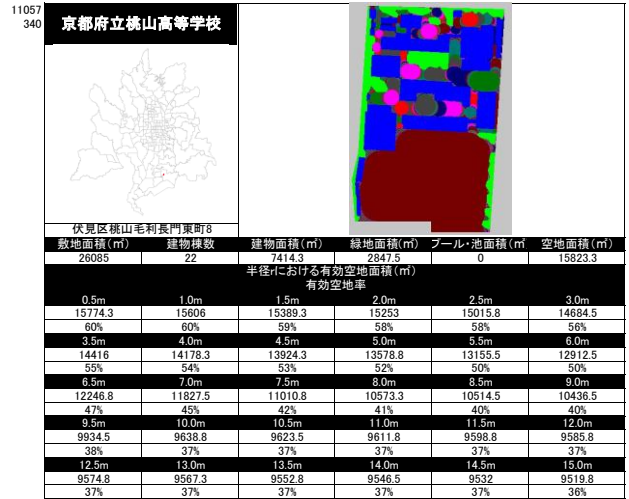 11057
340
京都府立桃山高等学校
伏見区桃山毛利長門東町8
敷地面積(㎡) 建物棟数 建物面積(㎡) 緑地面積(㎡) プール・池面積(㎡ 空地面積(㎡)
26085 22 7414.3 2847.5 0 15823.3
半径rにおける有効空地面積(㎡)
有効空地率
0.5m 1.0m 1.5m 2.0m 2.5m 3.0m
15774.3 15606 15389.3 15253 15015.8 14684.5
60% 60% 59% 58% 58% 56%
3.5m 4.0m 4.5m 5.0m 5.5m 6.0m
14416 14178.3 13924.3 13578.8 13155.5 12912.5
55% 54% 53% 52% 50% 50%
6.5m 7.0m 7.5m 8.0m 8.5m 9.0m
12246.8 11827.5 11010.8 10573.3 10514.5 10436.5
47% 45% 42% 41% 40% 40%
9.5m 10.0m 10.5m 11.0m 11.5m 12.0m
9934.5 9638.8 9623.5 9611.8 9598.8 9585.8
38% 37% 37% 37% 37% 37%
12.5m 13.0m 13.5m 14.0m 14.5m 15.0m
9574.8 9567.3 9552.8 9546.5 9532 9519.8
37% 37% 37% 37% 37% 36%